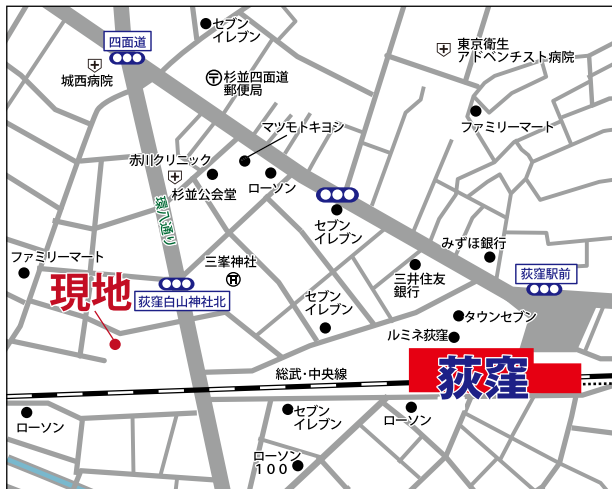 セブン
イレブン
四面道
城西病院
東京衛生
アドベンチスト病院
杉並四面道
郵便局
マツモトキヨシ
ファミリーマート
赤川クリニック
ローソン
杉並公会堂
環八通り
セブン
イレブン
みずほ銀行
ファミリーマート
三峯神社
三井住友
銀行
荻窪駅前
現地
荻窪白山神社北
セブン
イレブン
タウンセブン
ルミネ荻窪
総武・中央線
荻窪
ローソン
セブン
イレブン
ローソン
ローソン
100